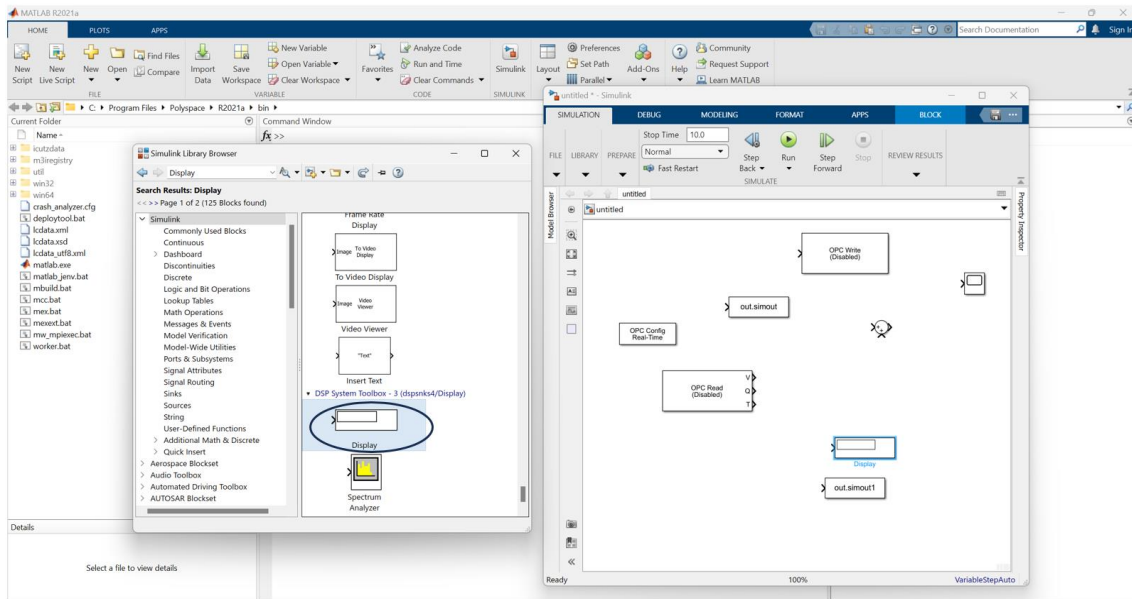 MATLAB R2021a
HOME PLOTS APPS
Search Documentation
Sign In
New Script
New Live Script
New
Open
Find Files
Compare
Import Data
Save Workspace
New Variable
Open Variable
Clear Workspace
Favorites
Analyze Code
Run and Time
Clear Commands
Simulink
Layout
Preferences
Set Path
Parallel
Add-Ons
Help
Community
Request Support
Learn MATLAB
FILE VARIABLE CODE SIMULINK
C: Program Files Polyspace R2021a bin
Current Folder
Name
icutzdata
m3iregistry
util
win32
win64
crash_analyzer.cfg
deploytool.bat
lcdata.xml
lcdata.xsd
lcdata_utf8.xml
matlab.exe
matlab_jenv.bat
mbuild.bat
mcc.bat
mex.bat
mexext.bat
mw_mpiexec.bat
worker.bat
Details
Select a file to view details
Command Window
fx >>
Simulink Library Browser
Display
Search Results: Display
<< >> Page 1 of 2 (125 Blocks found)
Simulink
Commonly Used Blocks
Continuous
Dashboard
Discontinuities
Discrete
Logic and Bit Operations
Lookup Tables
Math Operations
Messages & Events
Model Verification
Model-Wide Utilities
Ports & Subsystems
Signal Attributes
Signal Routing
Sinks
Sources
String
User-Defined Functions
Additional Math & Discrete
Quick Insert
Aerospace Blockset
Audio Toolbox
Automated Driving Toolbox
AUTOSAR Blockset
Frame Rate
Display
Image To Video Display
To Video Display
Image Video Viewer
Video Viewer
"Text"
Insert Text
DSP System Toolbox - 3 (dspsnks4/Display)
Display
Spectrum
Analyzer
untitled * - Simulink
SIMULATION DEBUG MODELING FORMAT APPS BLOCK
FILE
LIBRARY
PREPARE
Stop Time 10.0
Normal
Fast Restart
Step Back
Run
Step Forward
Stop
REVIEW RESULTS
SIMULATE
untitled
untitled
Model Browser
Property Inspector
OPC Write
(Disabled)
out.simout
OPC Config
Real-Time
OPC Read
(Disabled)
V
Q
T
Display
out.simout1
Ready
100%
VariableStepAuto